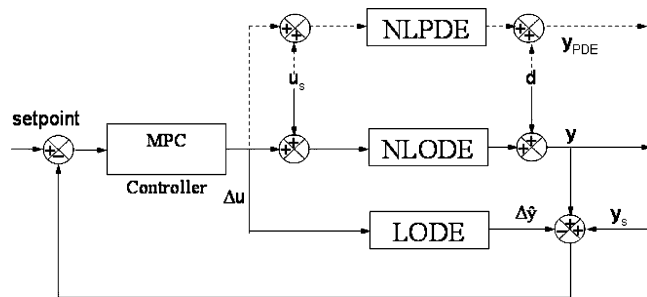 NLPDE
y_PDE
u_s
d
setpoint
MPC
Controller
NLODE
y
Δu
LODE
Δŷ
y_s